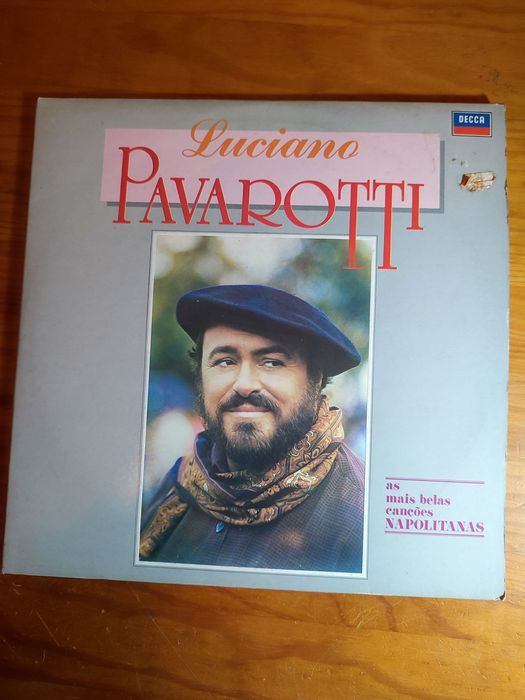 DECCA
Luciano
PAVAROTTI
as
mais belas
canções
NAPOLITANAS